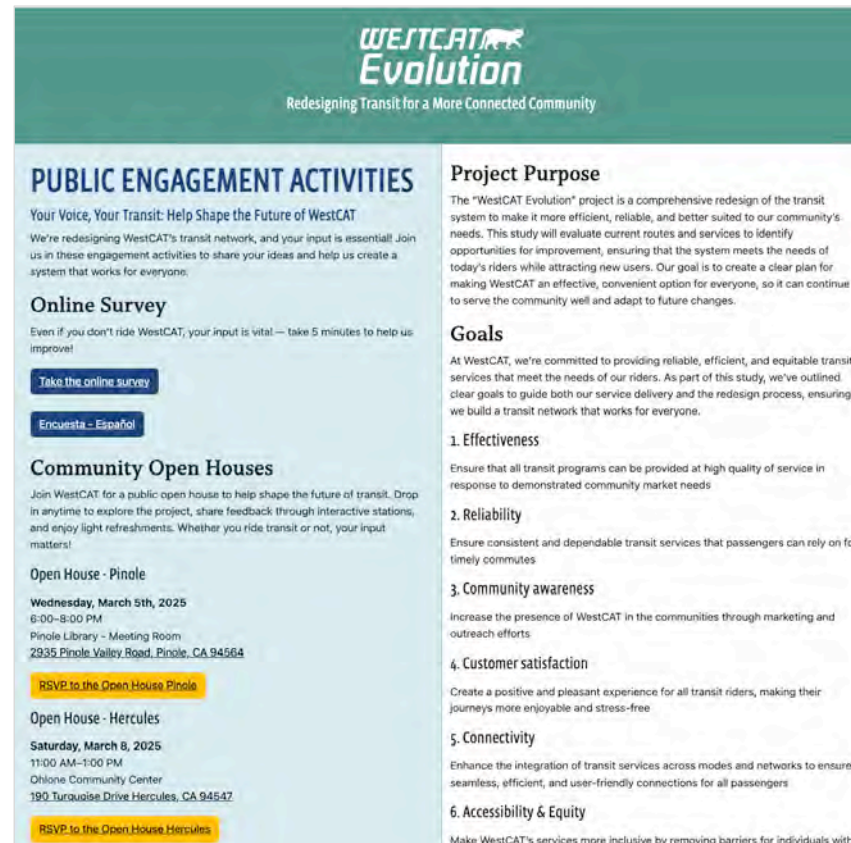 WESTCAT
Evolution
Redesigning Transit for a More Connected Community
PUBLIC ENGAGEMENT ACTIVITIES
Your Voice, Your Transit: Help Shape the Future of WestCAT
We're redesigning WestCAT's transit network, and your input is essential! Join
us in these engagement activities to share your ideas and help us create a
system that works for everyone.
Online Survey
Even if you don't ride WestCAT, your input is vital — take 5 minutes to help us
improve!
Take the online survey
Encuesta - Español
Community Open Houses
Join WestCAT for a public open house to help shape the future of transit. Drop
in anytime to explore the project, share feedback through interactive stations,
and enjoy light refreshments. Whether you ride transit or not, your input
matters!
Open House - Pinole
Wednesday, March 5th, 2025
6:00–8:00 PM
Pinole Library - Meeting Room
2935 Pinole Valley Road, Pinole, CA 94564
RSVP to the Open House Pinole
Open House - Hercules
Saturday, March 8, 2025
11:00 AM–1:00 PM
Ohlone Community Center
190 Turquoise Drive Hercules, CA 94547
RSVP to the Open House Hercules
Project Purpose
The "WestCAT Evolution" project is a comprehensive redesign of the transit
system to make it more efficient, reliable, and better suited to our community's
needs. This study will evaluate current routes and services to identify
opportunities for improvement, ensuring that the system meets the needs of
today's riders while attracting new users. Our goal is to create a clear plan for
making WestCAT an effective, convenient option for everyone, so it can continue
to serve the community well and adapt to future changes.
Goals
At WestCAT, we're committed to providing reliable, efficient, and equitable transit
services that meet the needs of our riders. As part of this study, we've outlined
clear goals to guide both our service delivery and the redesign process, ensuring
we build a transit network that works for everyone.
1. Effectiveness
Ensure that all transit programs can be provided at high quality of service in
response to demonstrated community market needs
2. Reliability
Ensure consistent and dependable transit services that passengers can rely on fo
timely commutes
3. Community awareness
Increase the presence of WestCAT in the communities through marketing and
outreach efforts
4. Customer satisfaction
Create a positive and pleasant experience for all transit riders, making their
journeys more enjoyable and stress-free
5. Connectivity
Enhance the integration of transit services across modes and networks to ensure
seamless, efficient, and user-friendly connections for all passengers
6. Accessibility & Equity
Make WestCAT's services more inclusive by removing barriers for individuals with